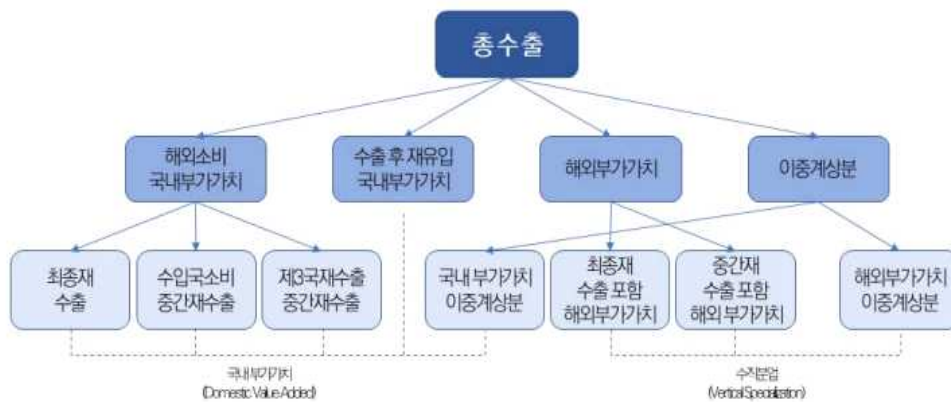 총수출
해외소비
국내부가가치
수출 후 재유입
국내부가가치
해외부가가치
이중계상분
최종재
수출
수입국소비
중간재수출
제3국재수출
중간재수출
국내 부가가치
이중계상분
최종재
수출 포함
해외부가가치
중간재
수출 포함
해외 부가가치
해외부가가치
이중계상분
국내 부가가치
(Domestic Value Added)
수직분업
(Vertical Specialization)